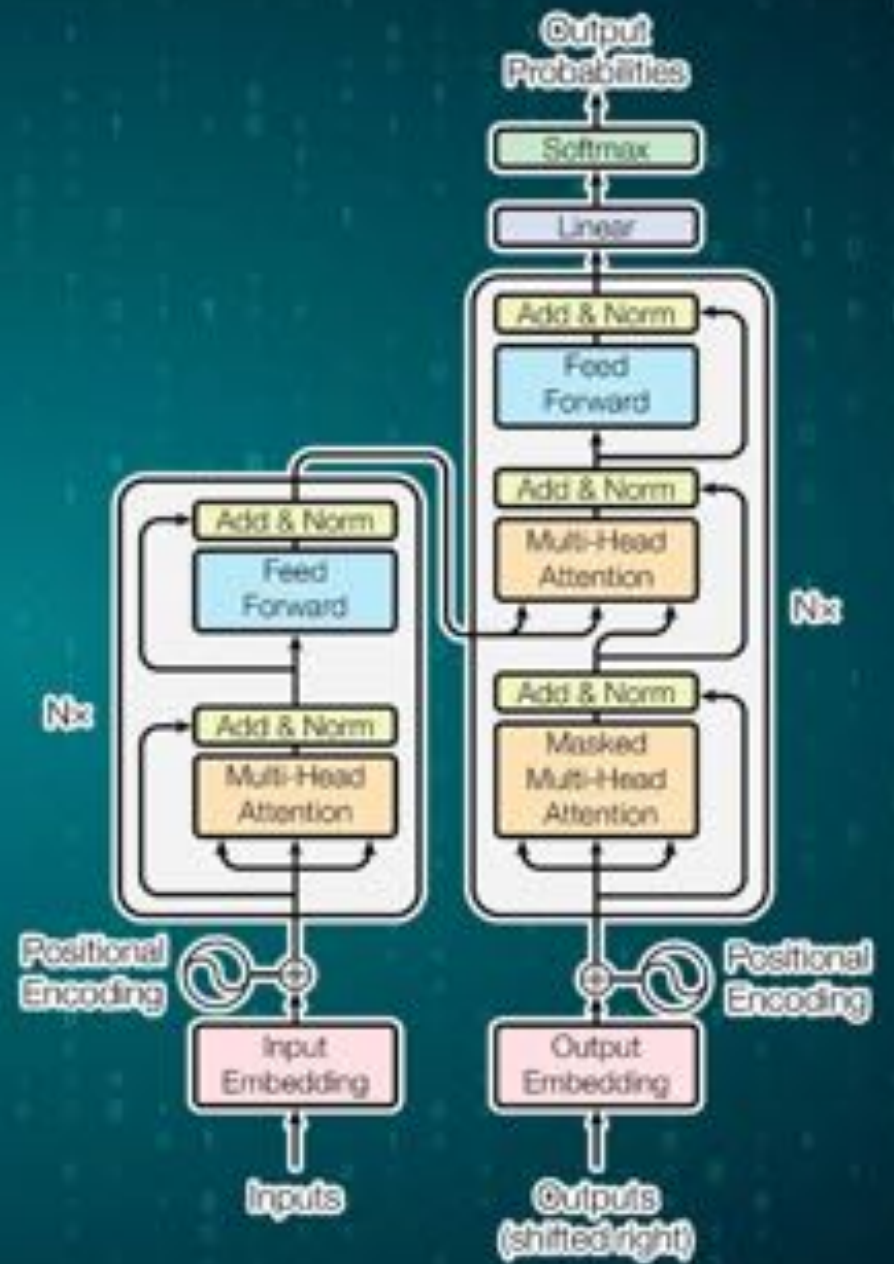 Output
Probabilities
Softmax
Linear
Add & Norm
Feed
Forward
Add & Norm
Multi-Head
Attention
Add & Norm
Masked
Multi-Head
Attention
Nx
Add & Norm
Feed
Forward
Add & Norm
Multi-Head
Attention
Nx
Positional
Encoding
Positional
Encoding
Input
Embedding
Output
Embedding
Inputs
Outputs
(shifted right)